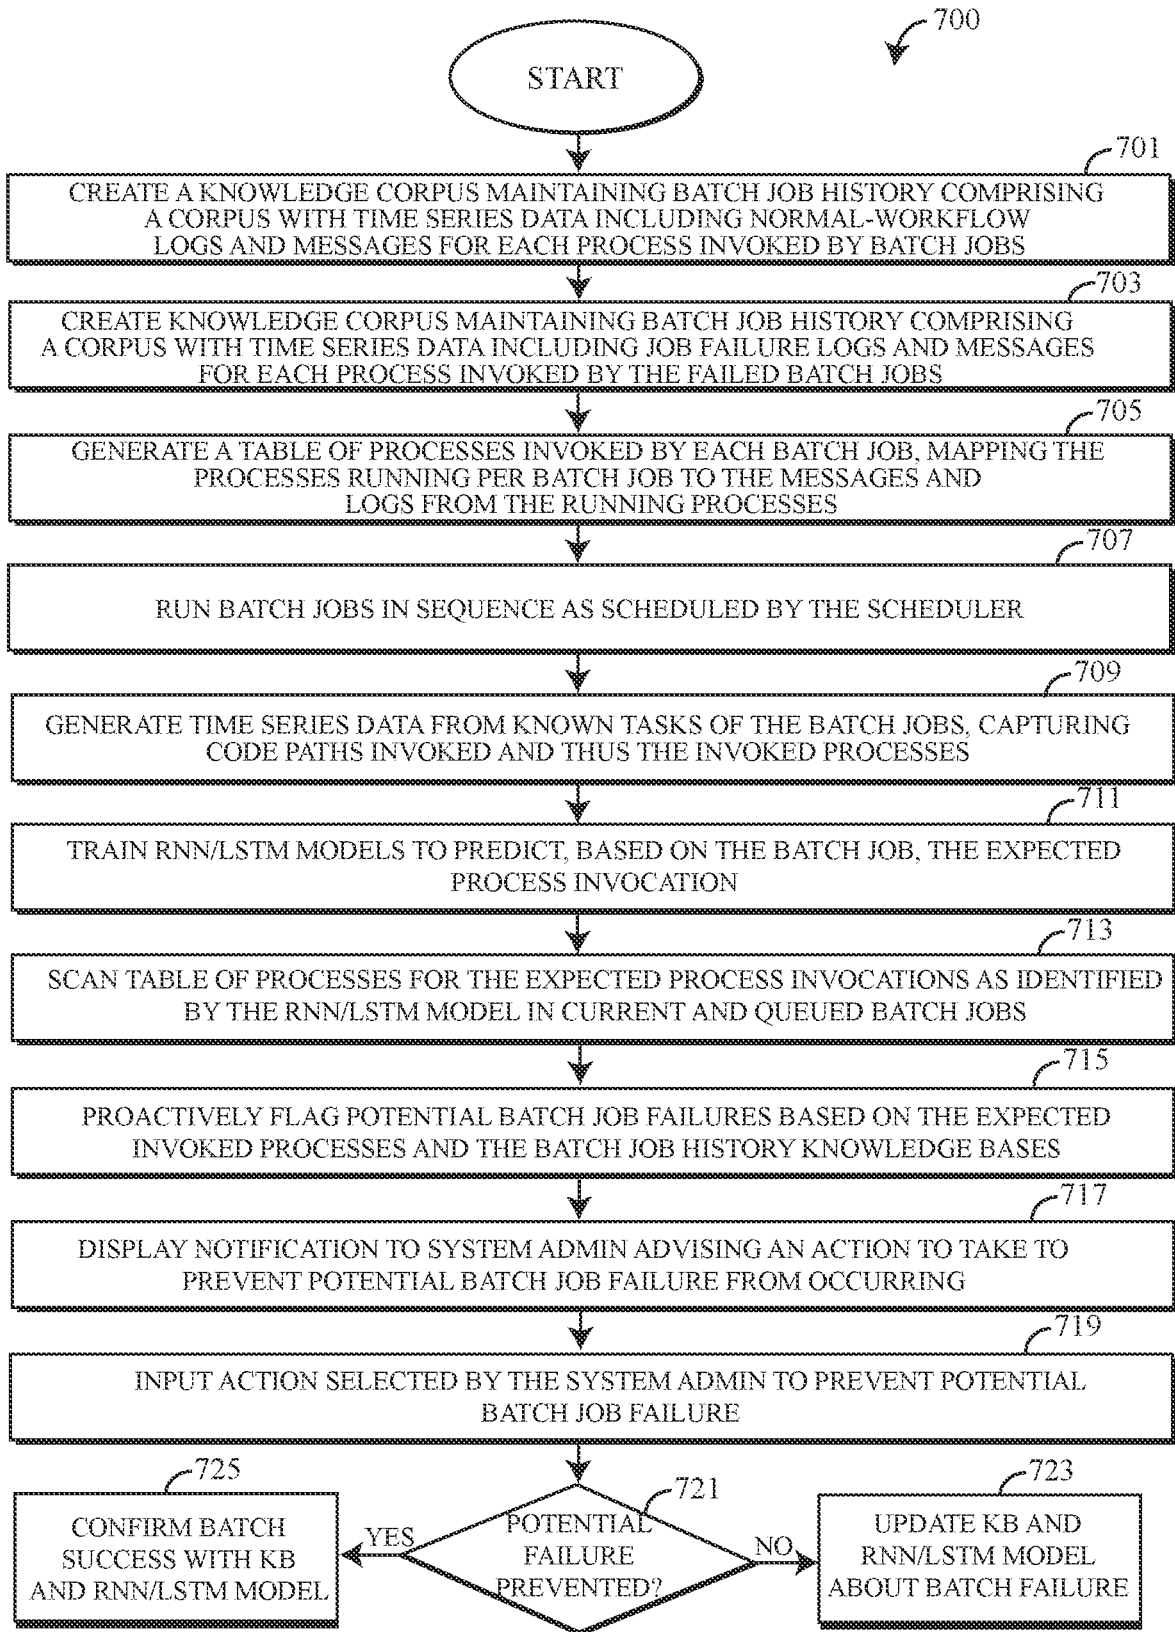 700
START
701
CREATE A KNOWLEDGE CORPUS MAINTAINING BATCH JOB HISTORY COMPRISING
A CORPUS WITH TIME SERIES DATA INCLUDING NORMAL-WORKFLOW
LOGS AND MESSAGES FOR EACH PROCESS INVOKED BY BATCH JOBS
703
CREATE KNOWLEDGE CORPUS MAINTAINING BATCH JOB HISTORY COMPRISING
A CORPUS WITH TIME SERIES DATA INCLUDING JOB FAILURE LOGS AND MESSAGES
FOR EACH PROCESS INVOKED BY THE FAILED BATCH JOBS
705
GENERATE A TABLE OF PROCESSES INVOKED BY EACH BATCH JOB, MAPPING THE
PROCESSES RUNNING PER BATCH JOB TO THE MESSAGES AND
LOGS FROM THE RUNNING PROCESSES
707
RUN BATCH JOBS IN SEQUENCE AS SCHEDULED BY THE SCHEDULER
709
GENERATE TIME SERIES DATA FROM KNOWN TASKS OF THE BATCH JOBS, CAPTURING
CODE PATHS INVOKED AND THUS THE INVOKED PROCESSES
711
TRAIN RNN/LSTM MODELS TO PREDICT, BASED ON THE BATCH JOB, THE EXPECTED
PROCESS INVOCATION
713
SCAN TABLE OF PROCESSES FOR THE EXPECTED PROCESS INVOCATIONS AS IDENTIFIED
BY THE RNN/LSTM MODEL IN CURRENT AND QUEUED BATCH JOBS
715
PROACTIVELY FLAG POTENTIAL BATCH JOB FAILURES BASED ON THE EXPECTED
INVOKED PROCESSES AND THE BATCH JOB HISTORY KNOWLEDGE BASES
717
DISPLAY NOTIFICATION TO SYSTEM ADMIN ADVISING AN ACTION TO TAKE TO
PREVENT POTENTIAL BATCH JOB FAILURE FROM OCCURRING
719
INPUT ACTION SELECTED BY THE SYSTEM ADMIN TO PREVENT POTENTIAL
BATCH JOB FAILURE
725
CONFIRM BATCH
SUCCESS WITH KB
AND RNN/LSTM MODEL
YES
721
POTENTIAL
FAILURE
PREVENTED?
NO
723
UPDATE KB AND
RNN/LSTM MODEL
ABOUT BATCH FAILURE